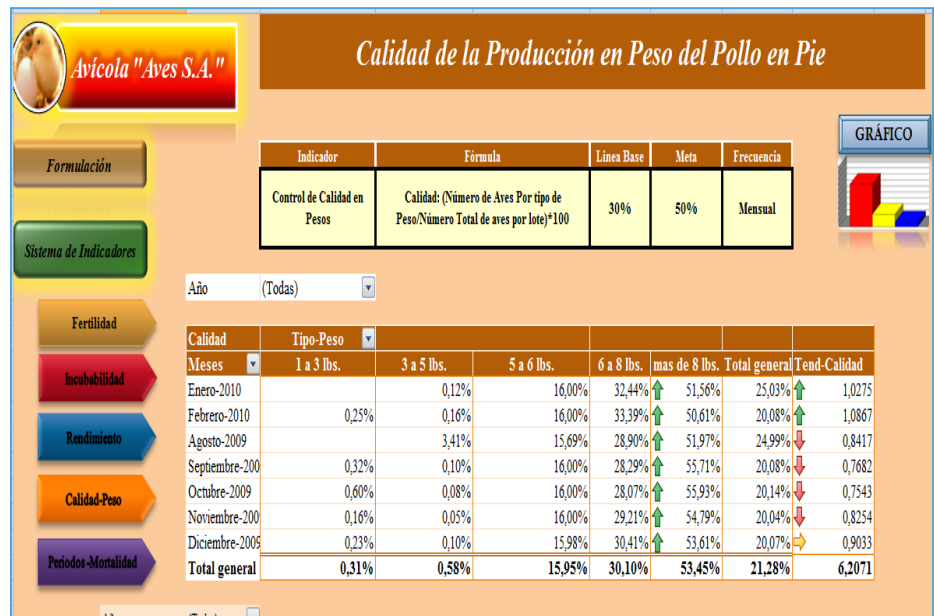 Avícola "Aves S.A."
Calidad de la Producción en Peso del Pollo en Pie
GRÁFICO
Formulación
Sistema de Indicadores
Fertilidad
Incubabilidad
Rendimiento
Calidad-Peso
Periodos-Mortalidad
Indicador Fórmula Linea Base Meta Frecuencia
Control de Calidad en Pesos Calidad: (Número de Aves Por tipo de Peso/Número Total de aves por lote)*100 30% 50% Mensual
Año (Todas)
Calidad Tipo-Peso
Meses 1 a 3 lbs. 3 a 5 lbs. 5 a 6 lbs. 6 a 8 lbs. mas de 8 lbs. Total general Tend-Calidad
Enero-2010 0,12% 16,00% 32,44% 51,56% 25,03% 1,0275
Febrero-2010 0,25% 0,16% 16,00% 33,39% 50,61% 20,08% 1,0867
Agosto-2009 3,41% 15,69% 28,90% 51,97% 24,99% 0,8417
Septiembre-200 0,32% 0,10% 16,00% 28,29% 55,71% 20,08% 0,7682
Octubre-2009 0,60% 0,08% 16,00% 28,07% 55,93% 20,14% 0,7543
Noviembre-200 0,16% 0,05% 16,00% 29,21% 54,79% 20,04% 0,8254
Diciembre-2009 0,23% 0,10% 15,98% 30,41% 53,61% 20,07% 0,9033
Total general 0,31% 0,58% 15,95% 30,10% 53,45% 21,28% 6,2071